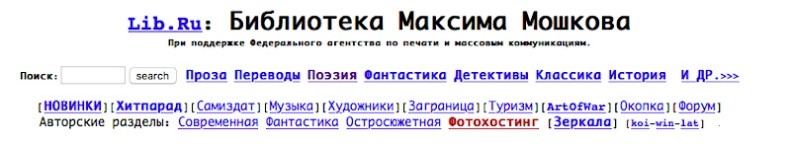 Lib.Ru: Библиотека Максима Мошкова
При поддержке Федерального агентства по печати и массовым коммуникациям.
Поиск: search Проза Переводы Поэзия Фантастика Детективы Классика История И ДР.>>>
[НОВИНКИ][Хитпарад][Самиздат][Музыка][Художники][Заграница][Туризм][ArtOfWar][Окопка][Форум]
Авторские разделы: Современная Фантастика Остросюжетная Фотохостинг [Зеркала] [koi-win-lat] .